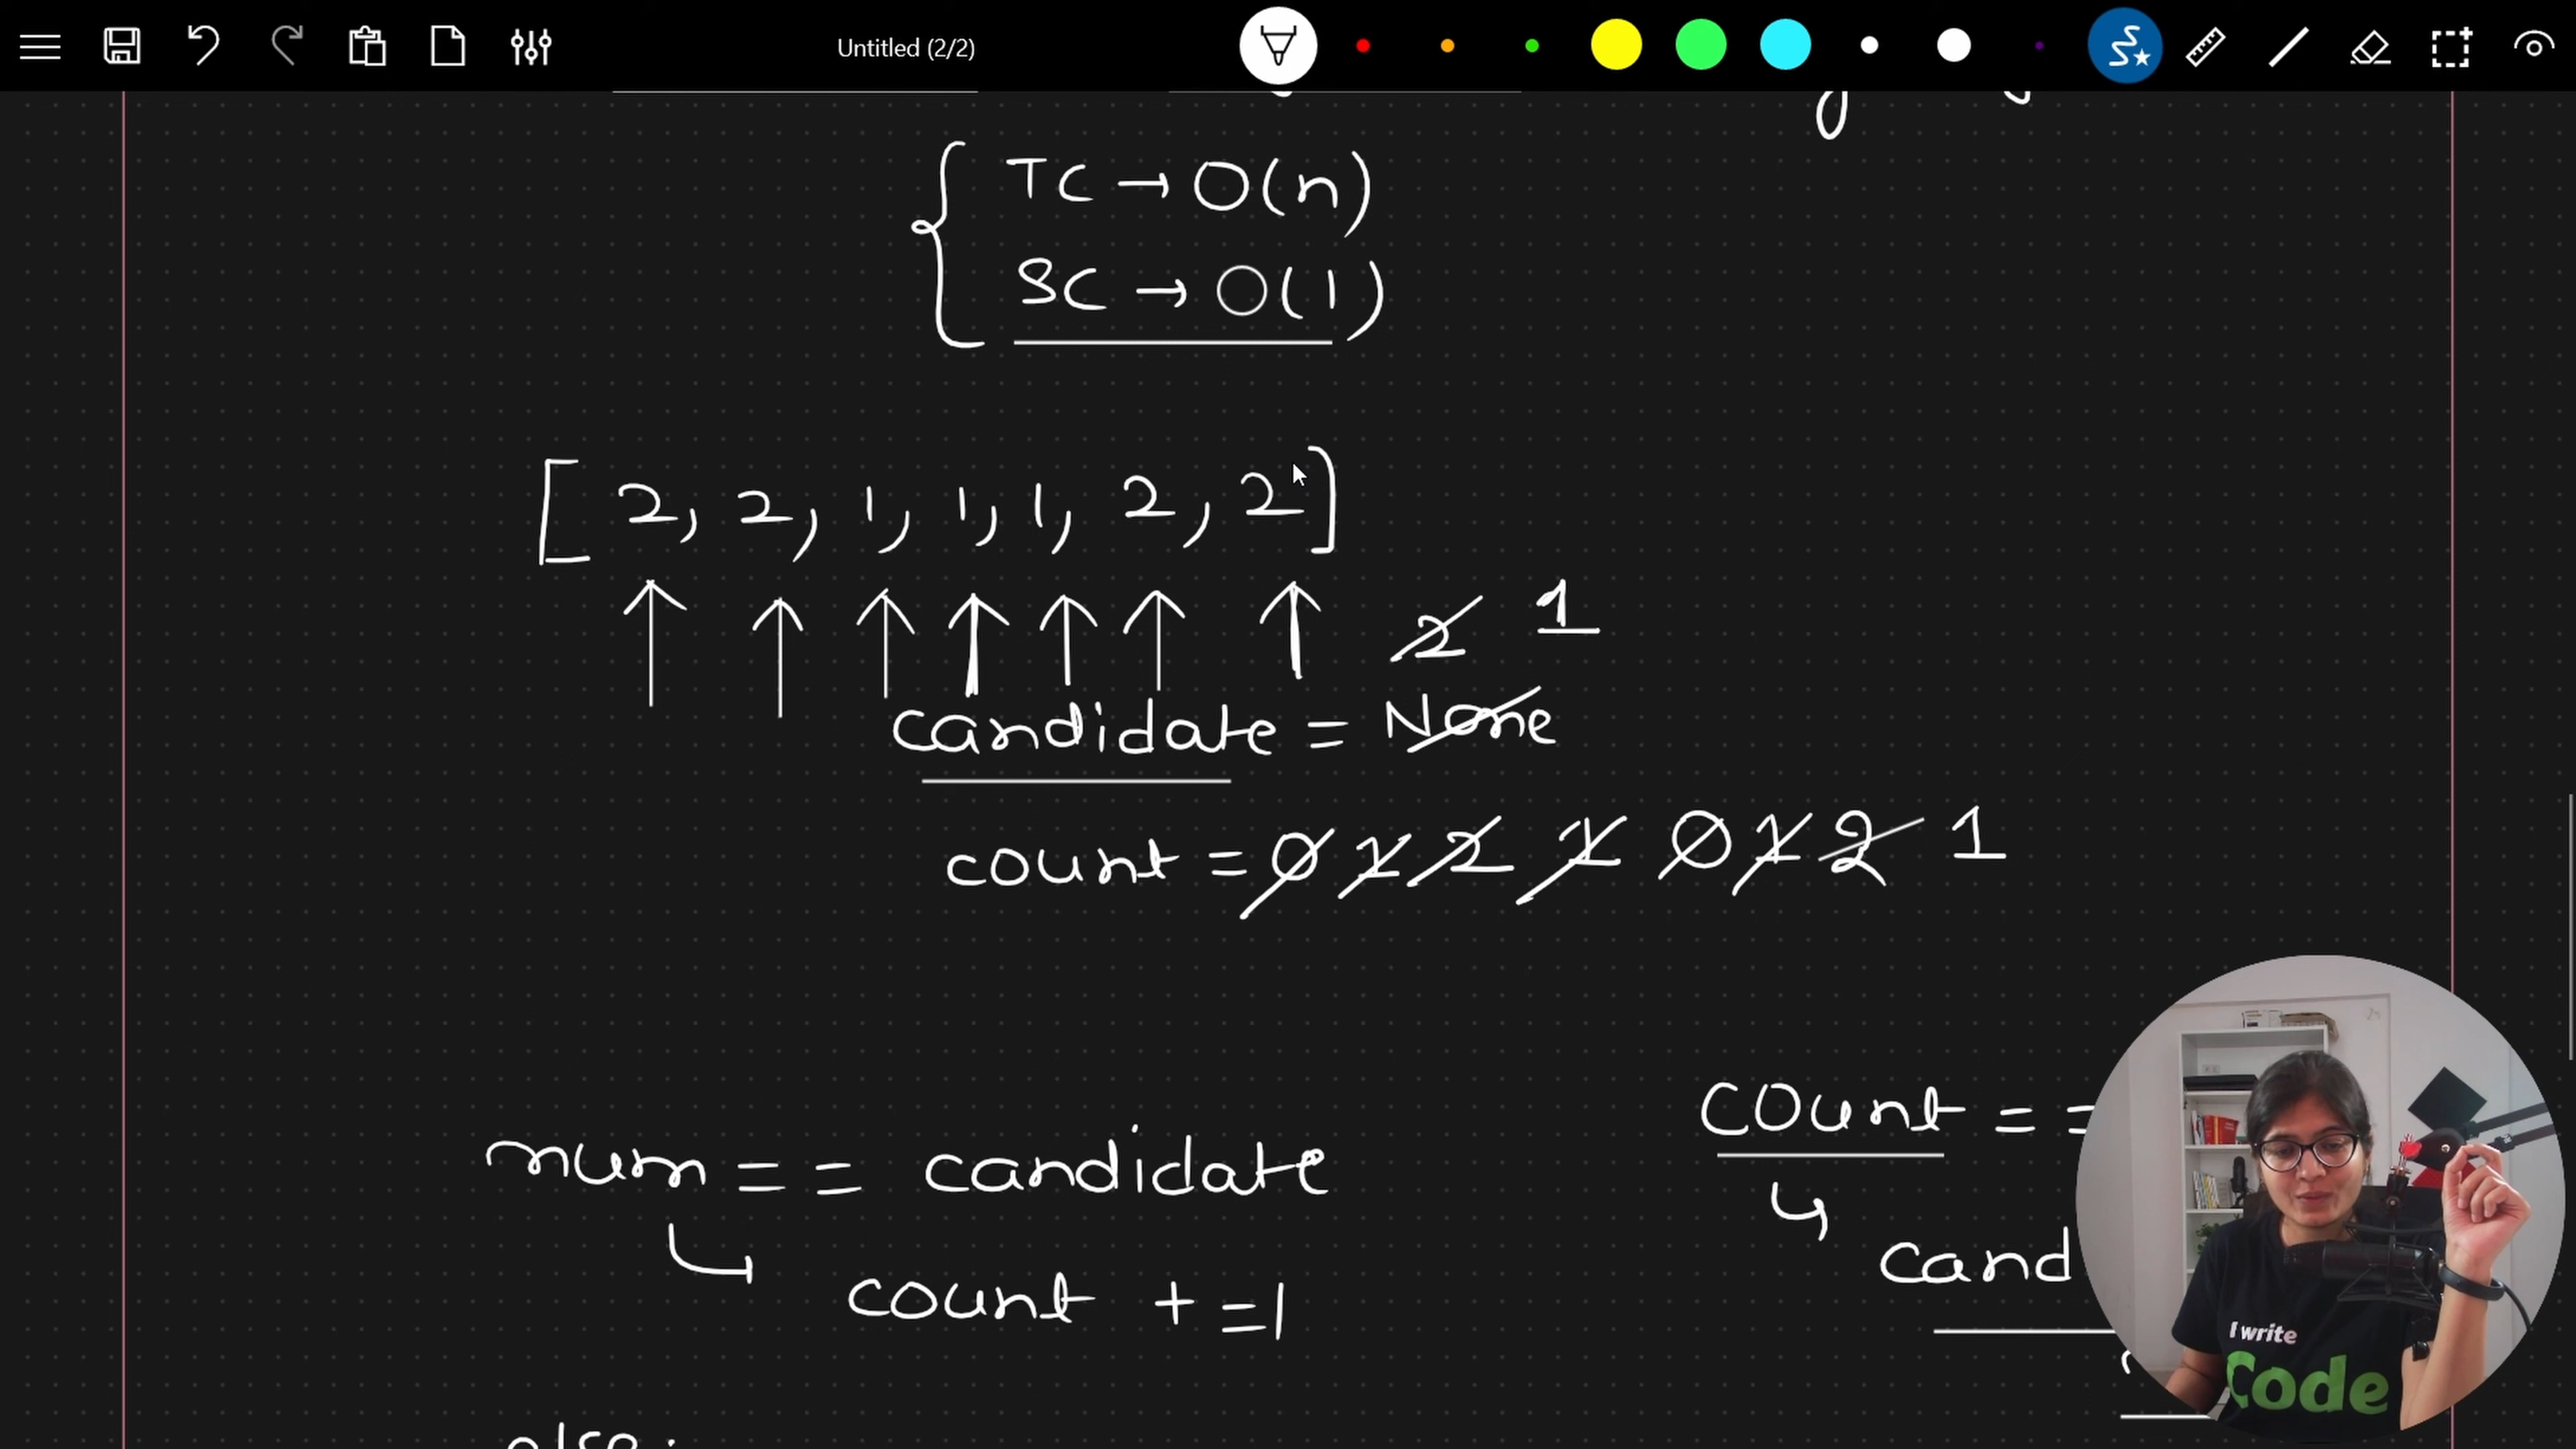 Untitled (2/2)
TC → O(n)
SC → O(1)
[ 2, 2, 1, 1, 1, 2, 2 ]
2 1
candidate = None
count = 0 1 2 1 0 1 2 1
num == candidate
count ==
↳ count +=1
↳ cand
else:
I write
Code